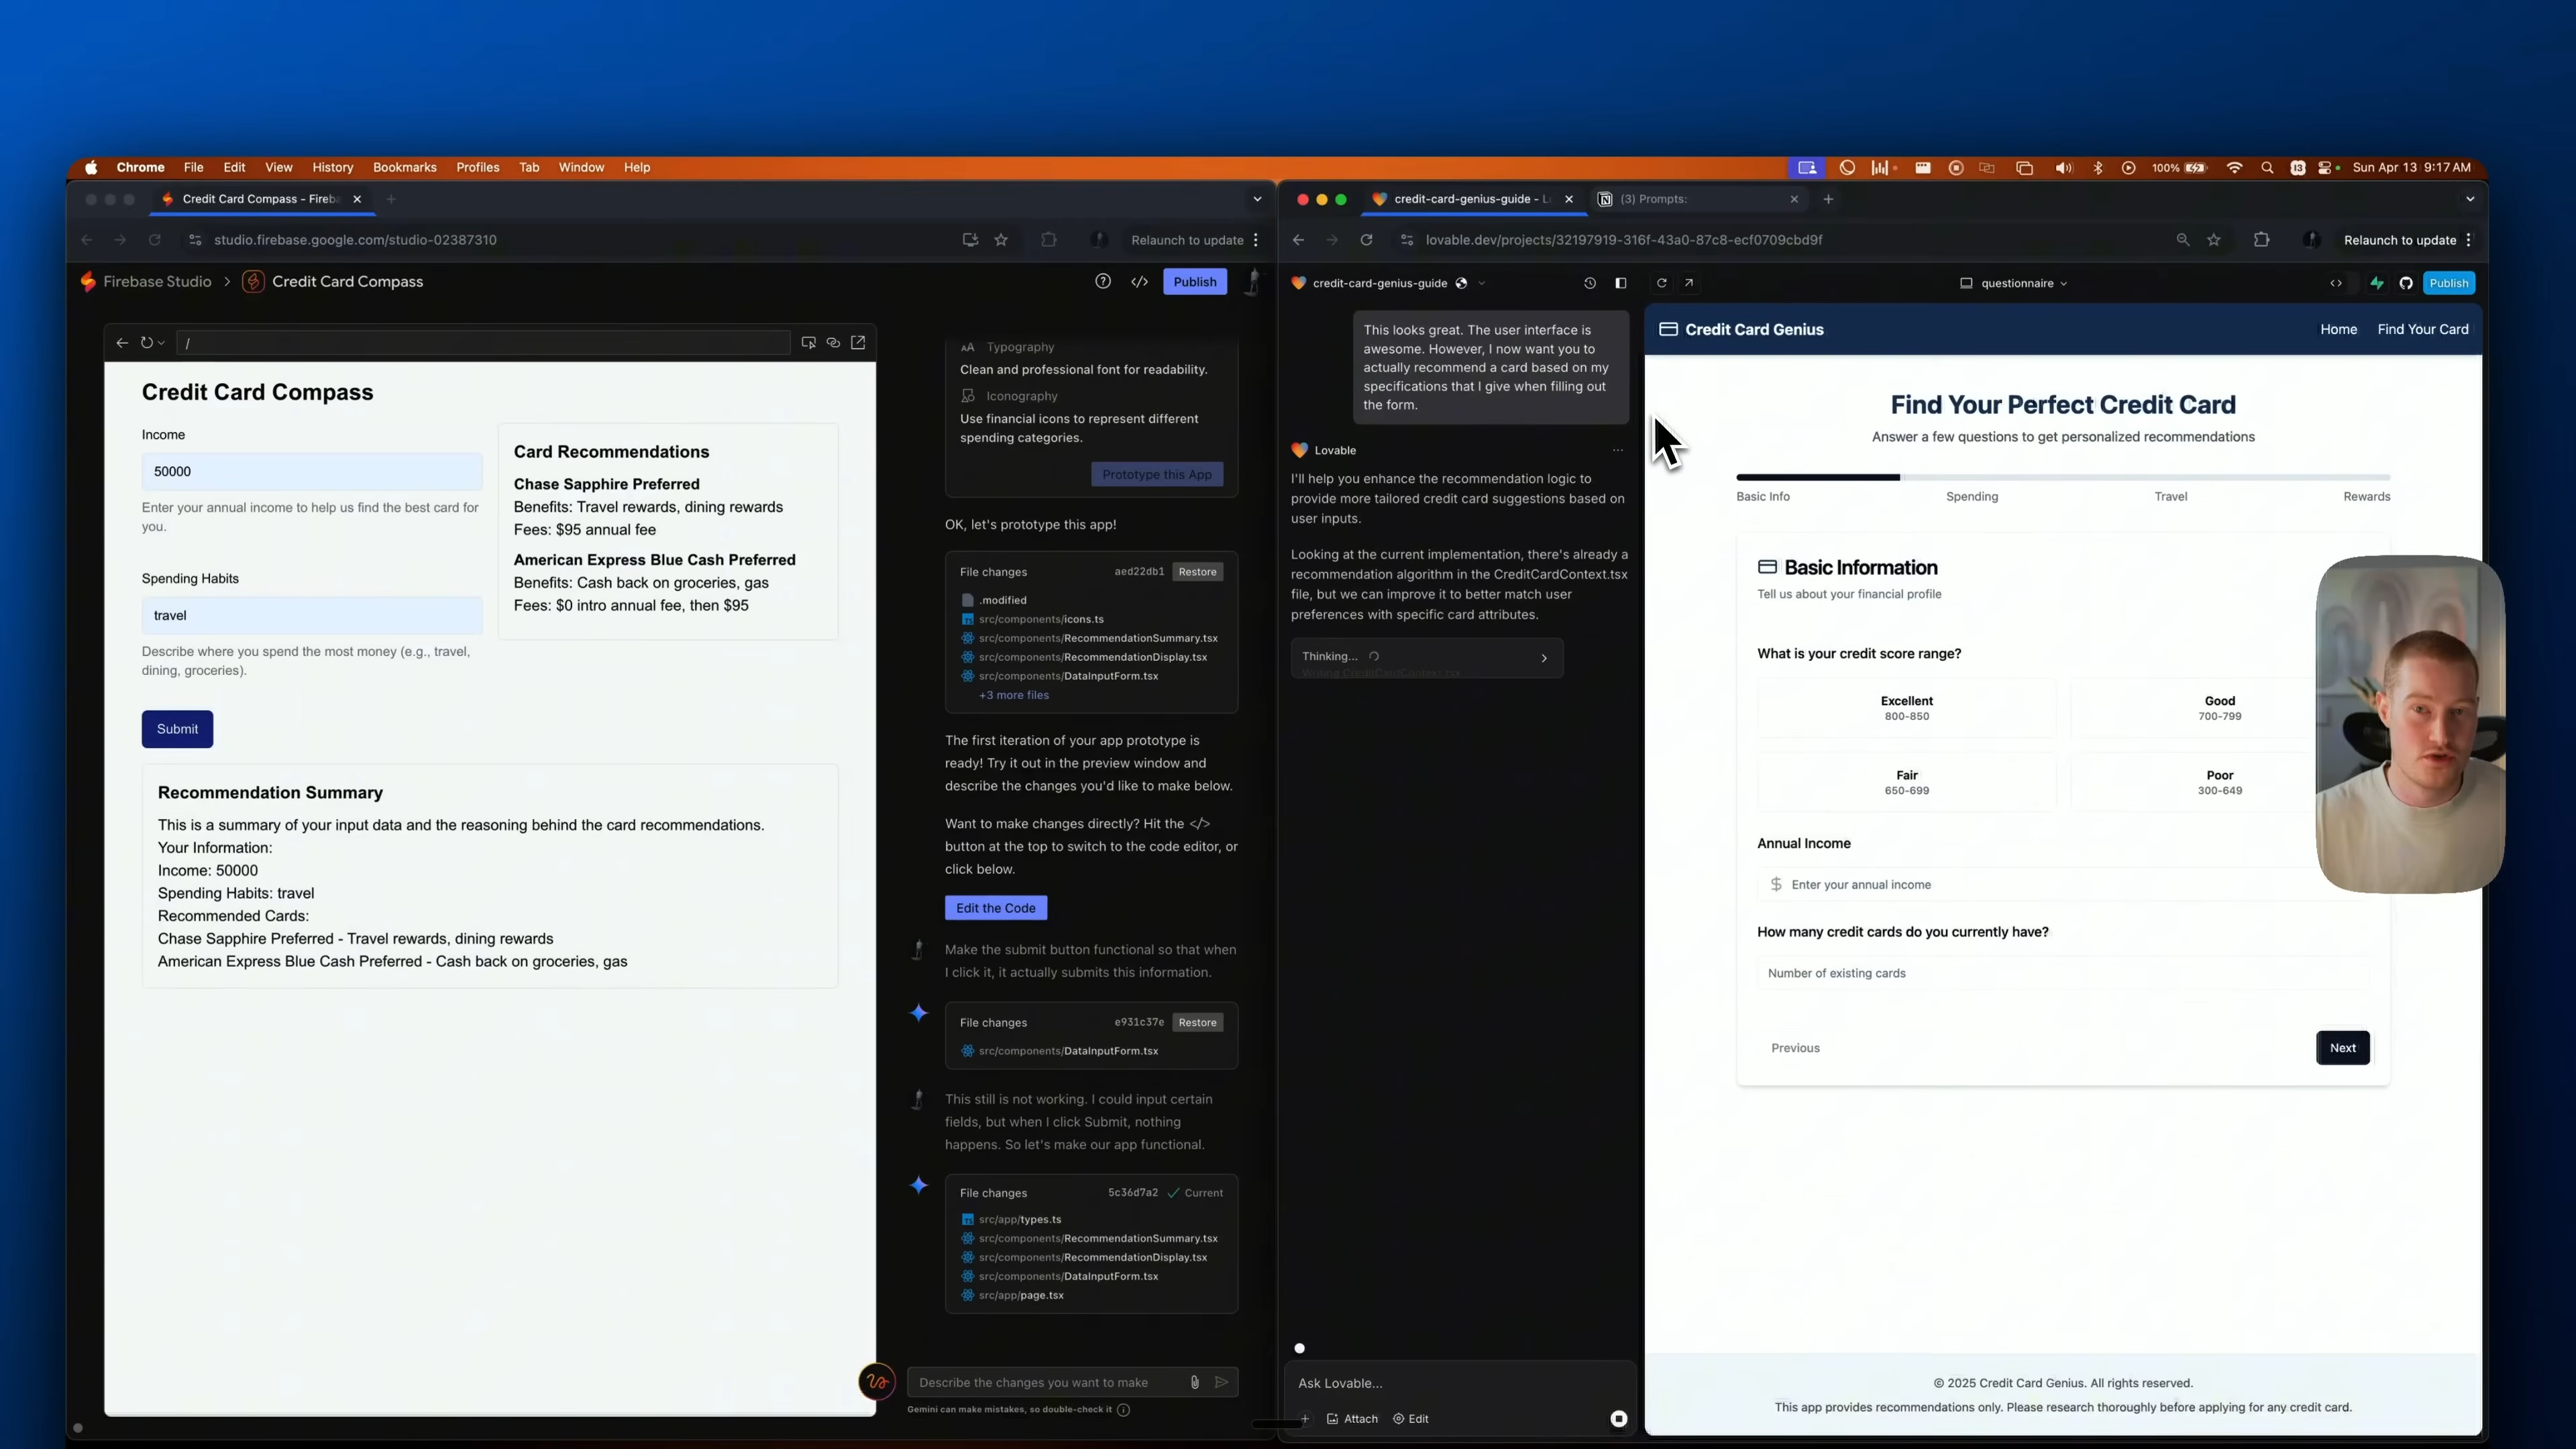 Chrome File Edit View History Bookmarks Profiles Tab Window Help
100% Sun Apr 13 9:17 AM
Credit Card Compass - Fireba
studio.firebase.google.com/studio-02387310
Relaunch to update
Firebase Studio > Credit Card Compass
Publish
/
Credit Card Compass
Income
50000
Enter your annual income to help us find the best card for
you.
Spending Habits
travel
Describe where you spend the most money (e.g., travel,
dining, groceries).
Submit
Card Recommendations
Chase Sapphire Preferred
Benefits: Travel rewards, dining rewards
Fees: $95 annual fee
American Express Blue Cash Preferred
Benefits: Cash back on groceries, gas
Fees: $0 intro annual fee, then $95
Recommendation Summary
This is a summary of your input data and the reasoning behind the card recommendations.
Your Information:
Income: 50000
Spending Habits: travel
Recommended Cards:
Chase Sapphire Preferred - Travel rewards, dining rewards
American Express Blue Cash Preferred - Cash back on groceries, gas
AA Typography
Clean and professional font for readability.
Iconography
Use financial icons to represent different
spending categories.
Prototype this App
OK, let's prototype this app!
File changes aed22db1 Restore
.modified
src/components/icons.ts
src/components/RecommendationSummary.tsx
src/components/RecommendationDisplay.tsx
src/components/DataInputForm.tsx
+3 more files
The first iteration of your app prototype is
ready! Try it out in the preview window and
describe the changes you'd like to make below.
Want to make changes directly? Hit the </>
button at the top to switch to the code editor, or
click below.
Edit the Code
Make the submit button functional so that when
I click it, it actually submits this information.
File changes e931c37e Restore
src/components/DataInputForm.tsx
This still is not working. I could input certain
fields, but when I click Submit, nothing
happens. So let's make our app functional.
File changes 5c36d7a2 Current
src/app/types.ts
src/components/RecommendationSummary.tsx
src/components/RecommendationDisplay.tsx
src/components/DataInputForm.tsx
src/app/page.tsx
Describe the changes you want to make
Gemini can make mistakes, so double-check it
credit-card-genius-guide - L
(3) Prompts:
lovable.dev/projects/32197919-316f-43a0-87c8-ecf0709cbd9f
Relaunch to update
credit-card-genius-guide
questionnaire
Publish
This looks great. The user interface is
awesome. However, I now want you to
actually recommend a card based on my
specifications that I give when filling out
the form.
Lovable
I'll help you enhance the recommendation logic to
provide more tailored credit card suggestions based on
user inputs.
Looking at the current implementation, there's already a
recommendation algorithm in the CreditCardContext.tsx
file, but we can improve it to better match user
preferences with specific card attributes.
Thinking...
Writing CreditCardContext.tsx
Ask Lovable...
Attach Edit
Credit Card Genius
Home Find Your Card
Find Your Perfect Credit Card
Answer a few questions to get personalized recommendations
Basic Info Spending Travel Rewards
Basic Information
Tell us about your financial profile
What is your credit score range?
Excellent
800-850
Good
700-799
Fair
650-699
Poor
300-649
Annual Income
$ Enter your annual income
How many credit cards do you currently have?
Number of existing cards
Previous
Next
© 2025 Credit Card Genius. All rights reserved.
This app provides recommendations only. Please research thoroughly before applying for any credit card.